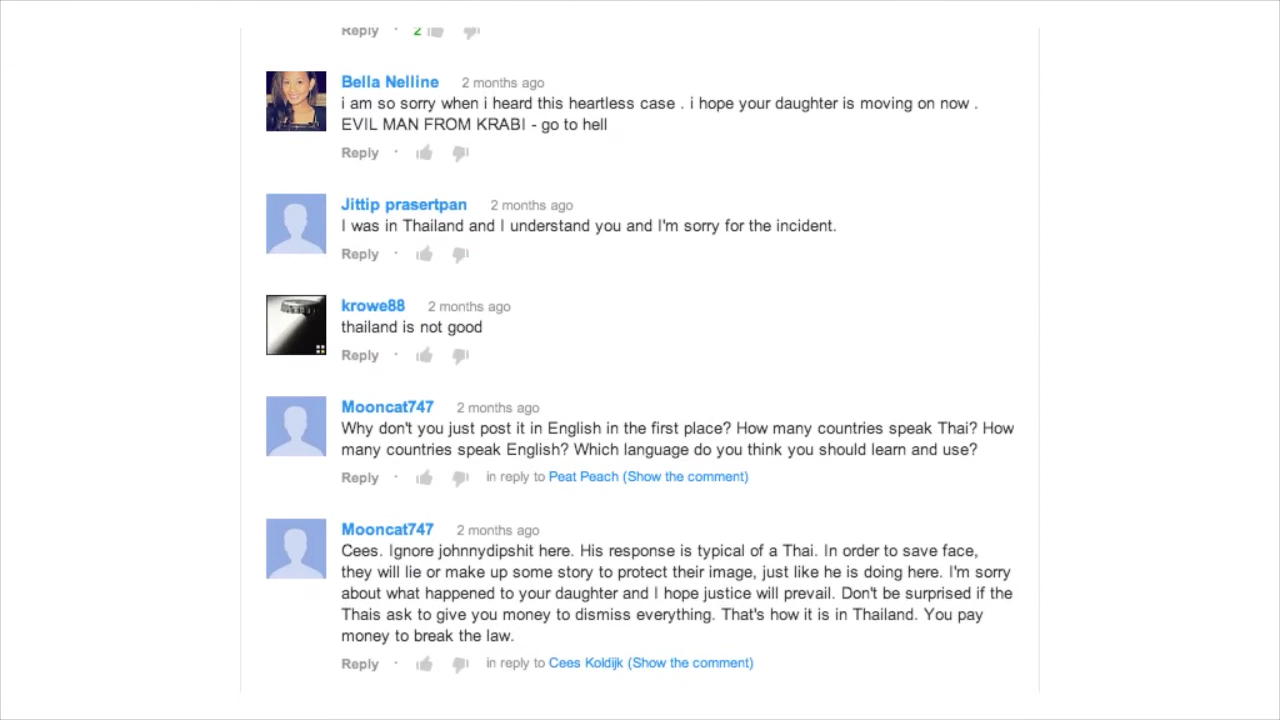 Reply · 2
Bella Nelline 2 months ago
i am so sorry when i heard this heartless case . i hope your daughter is moving on now .
EVIL MAN FROM KRABI - go to hell
Reply ·
Jittip prasertpan 2 months ago
I was in Thailand and I understand you and I'm sorry for the incident.
Reply ·
krowe88 2 months ago
thailand is not good
Reply ·
Mooncat747 2 months ago
Why don't you just post it in English in the first place? How many countries speak Thai? How
many countries speak English? Which language do you think you should learn and use?
Reply · in reply to Peat Peach (Show the comment)
Mooncat747 2 months ago
Cees. Ignore johnnydipshit here. His response is typical of a Thai. In order to save face,
they will lie or make up some story to protect their image, just like he is doing here. I'm sorry
about what happened to your daughter and I hope justice will prevail. Don't be surprised if the
Thais ask to give you money to dismiss everything. That's how it is in Thailand. You pay
money to break the law.
Reply · in reply to Cees Koldijk (Show the comment)